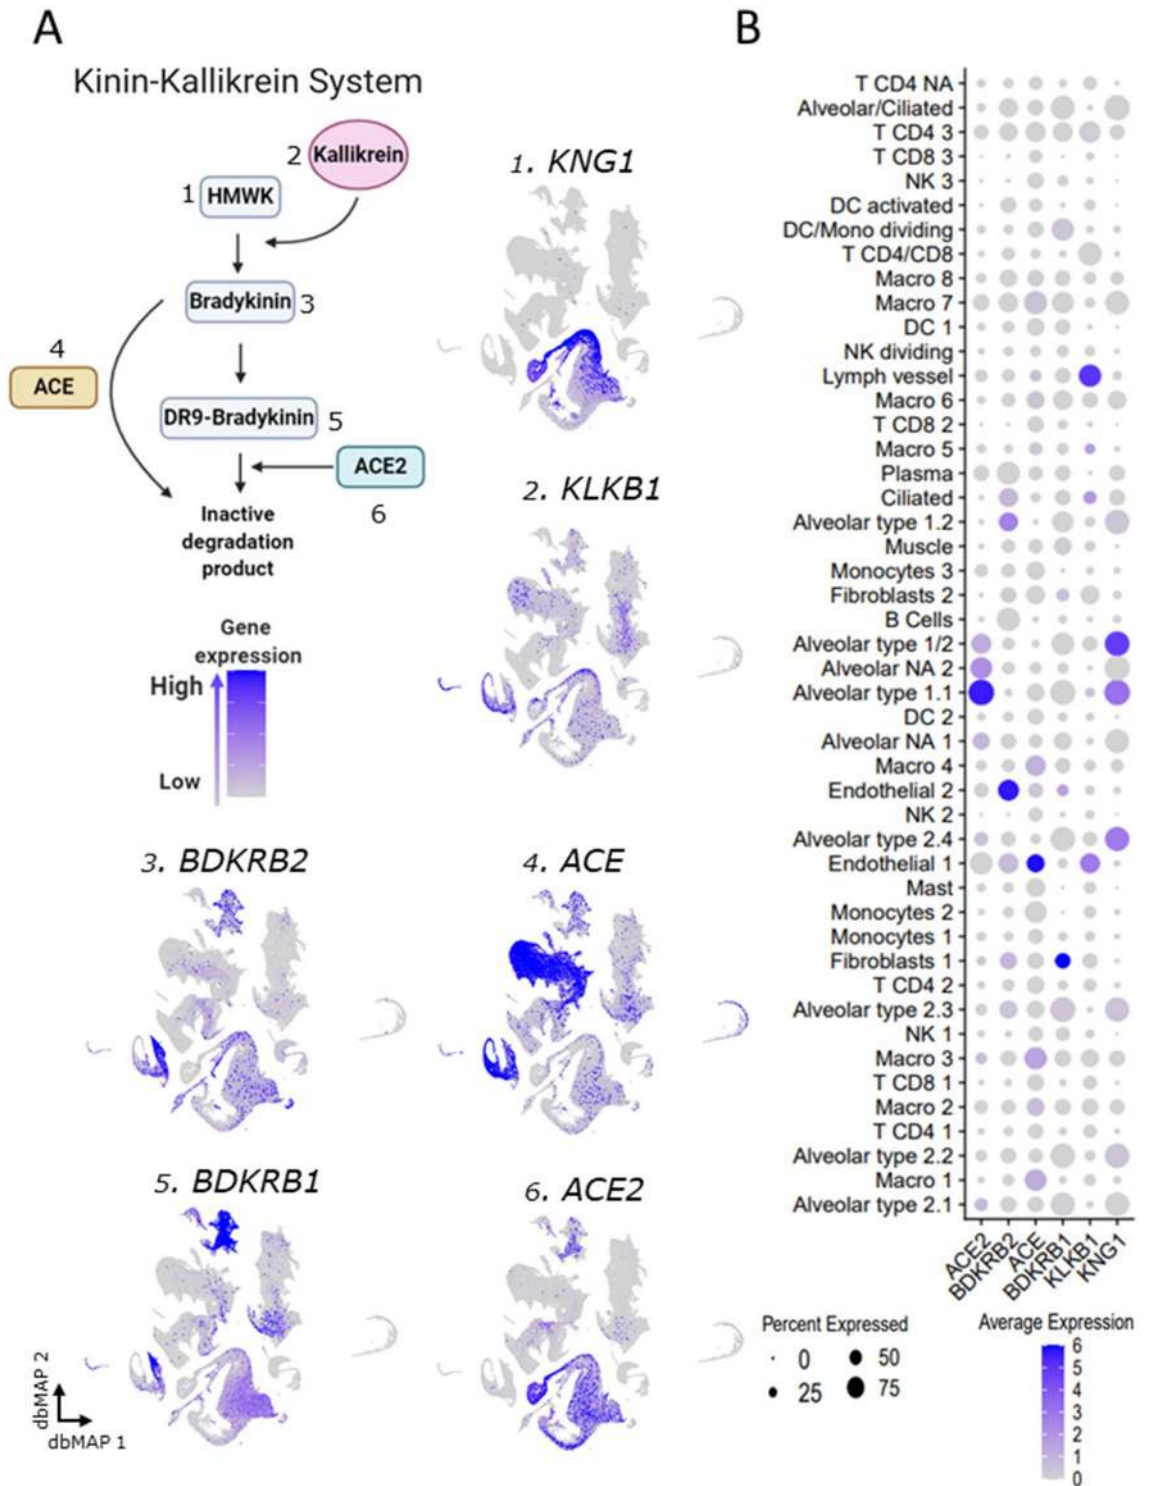 A
Kinin-Kallikrein System
2 Kallikrein
1 HMWK
Bradykinin 3
4
ACE
DR9-Bradykinin 5
ACE2
6
Inactive
degradation
product
Gene
expression
High
Low
1. KNG1
2. KLKB1
3. BDKRB2
4. ACE
5. BDKRB1
6. ACE2
dbMAP 2
dbMAP 1
B
T CD4 NA
Alveolar/Ciliated
T CD4 3
T CD8 3
NK 3
DC activated
DC/Mono dividing
T CD4/CD8
Macro 8
Macro 7
DC 1
NK dividing
Lymph vessel
Macro 6
T CD8 2
Macro 5
Plasma
Ciliated
Alveolar type 1.2
Muscle
Monocytes 3
Fibroblasts 2
B Cells
Alveolar type 1/2
Alveolar NA 2
Alveolar type 1.1
DC 2
Alveolar NA 1
Macro 4
Endothelial 2
NK 2
Alveolar type 2.4
Endothelial 1
Mast
Monocytes 2
Monocytes 1
Fibroblasts 1
T CD4 2
Alveolar type 2.3
NK 1
Macro 3
T CD8 1
Macro 2
T CD4 1
Alveolar type 2.2
Macro 1
Alveolar type 2.1
ACE2
BDKRB2
ACE
BDKRB1
KLKB1
KNG1
Percent Expressed
0
50
25
75
Average Expression
6
5
4
3
2
1
0